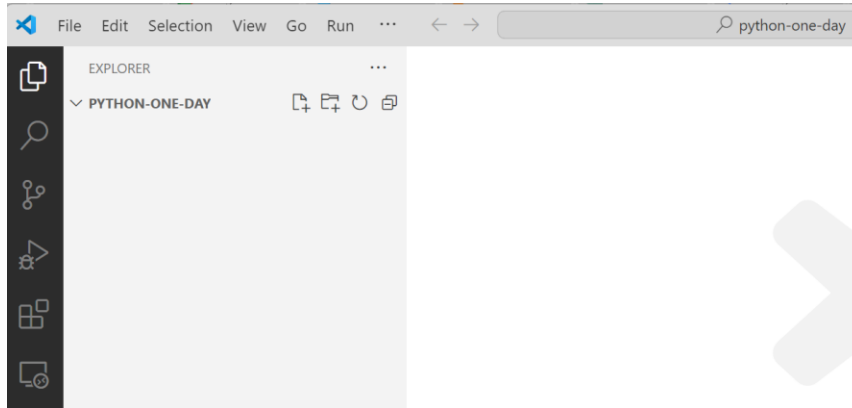 File Edit Selection View Go Run ... python-one-day
EXPLORER ...
PYTHON-ONE-DAY